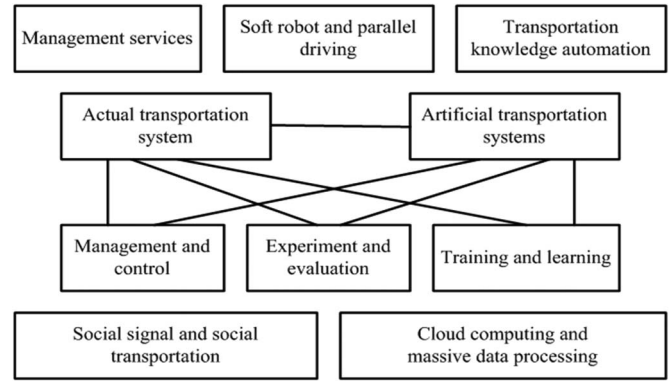 Management services
Soft robot and parallel
driving
Transportation
knowledge automation
Actual transportation
system
Artificial transportation
systems
Management and
control
Experiment and
evaluation
Training and learning
Social signal and social
transportation
Cloud computing and
massive data processing